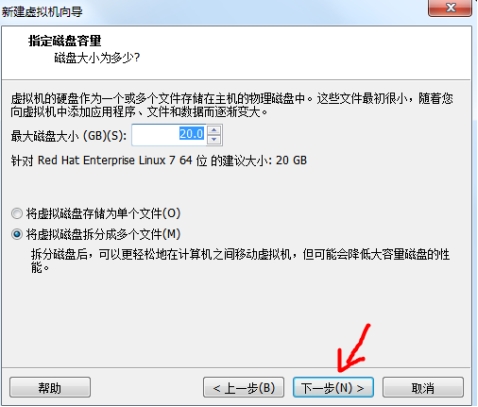 新建虚拟机向导
指定磁盘容量
磁盘大小为多少?
虚拟机的硬盘作为一个或多个文件存储在主机的物理磁盘中。这些文件最初很小，随着您
向虚拟机中添加应用程序、文件和数据而逐渐变大。
最大磁盘大小 (GB)(S): 20.0
针对 Red Hat Enterprise Linux 7 64 位 的建议大小: 20 GB
将虚拟磁盘存储为单个文件(O)
将虚拟磁盘拆分成多个文件(M)
拆分磁盘后，可以更轻松地在计算机之间移动虚拟机，但可能会降低大容量磁盘的性
能。
帮助 < 上一步(B) 下一步(N) > 取消